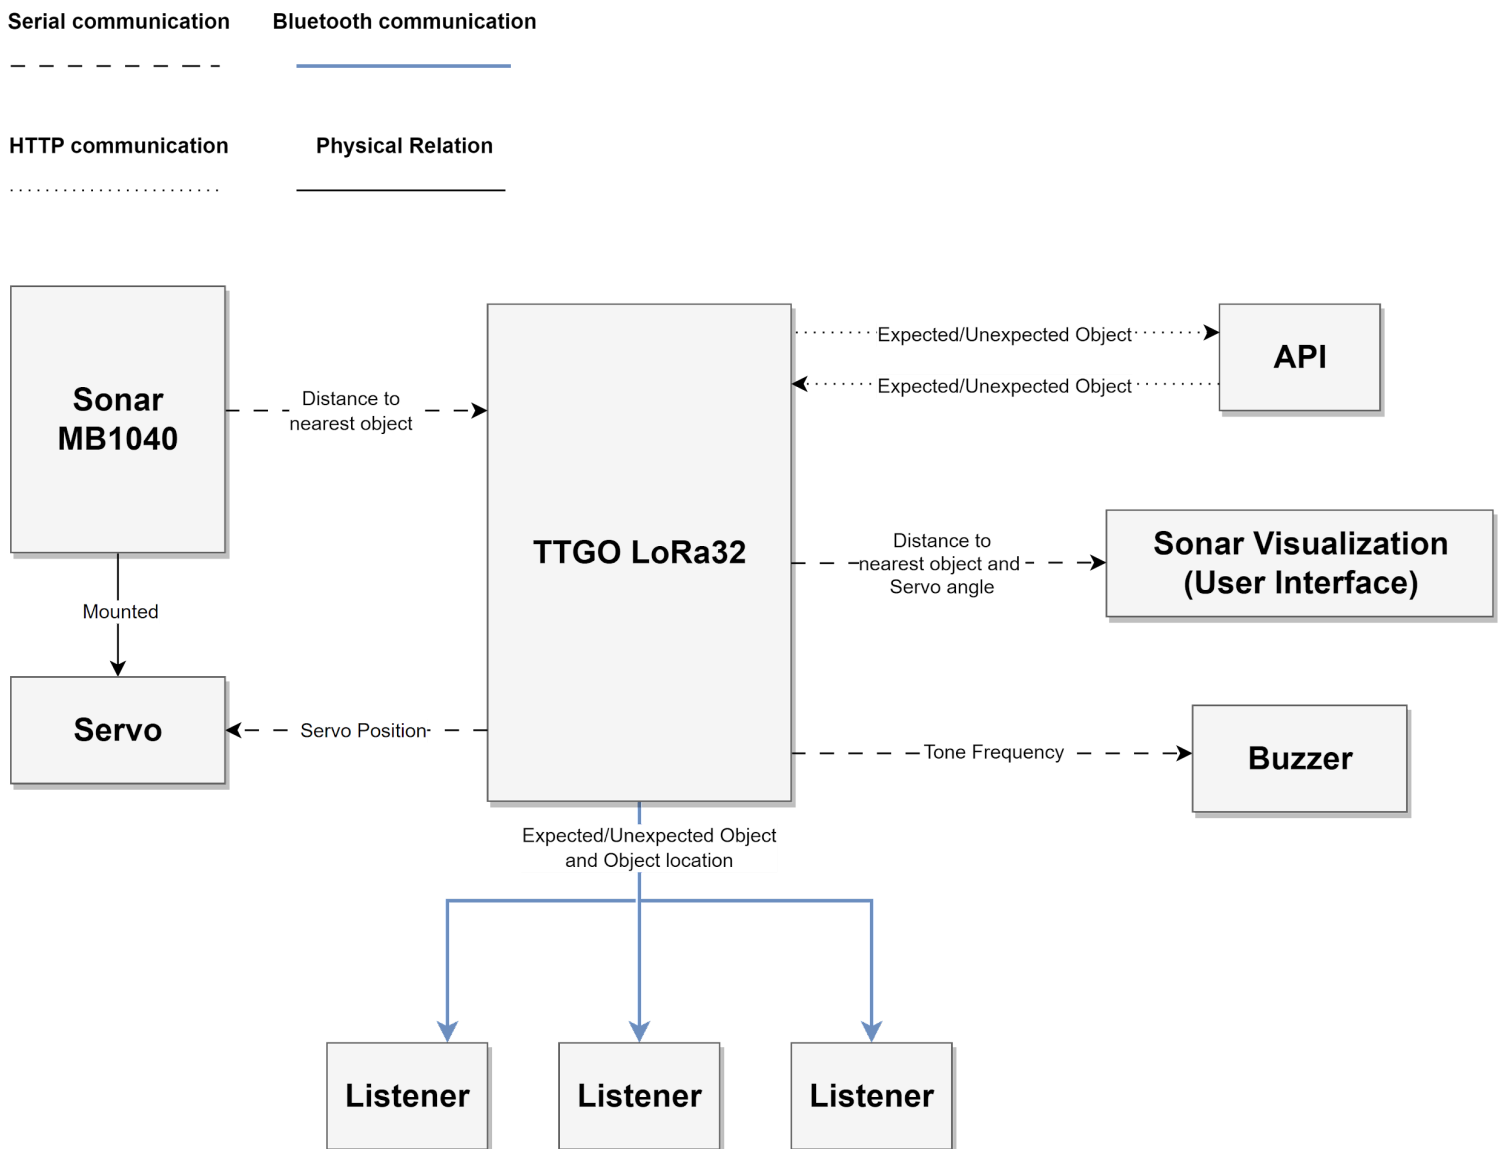 Serial communication
Bluetooth communication
HTTP communication
Physical Relation
Sonar
MB1040
Distance to
nearest object
TTGO LoRa32
Expected/Unexpected Object
Expected/Unexpected Object
API
Distance to
nearest object and
Servo angle
Sonar Visualization
(User Interface)
Mounted
Servo
Servo Position
Tone Frequency
Buzzer
Expected/Unexpected Object
and Object location
Listener
Listener
Listener